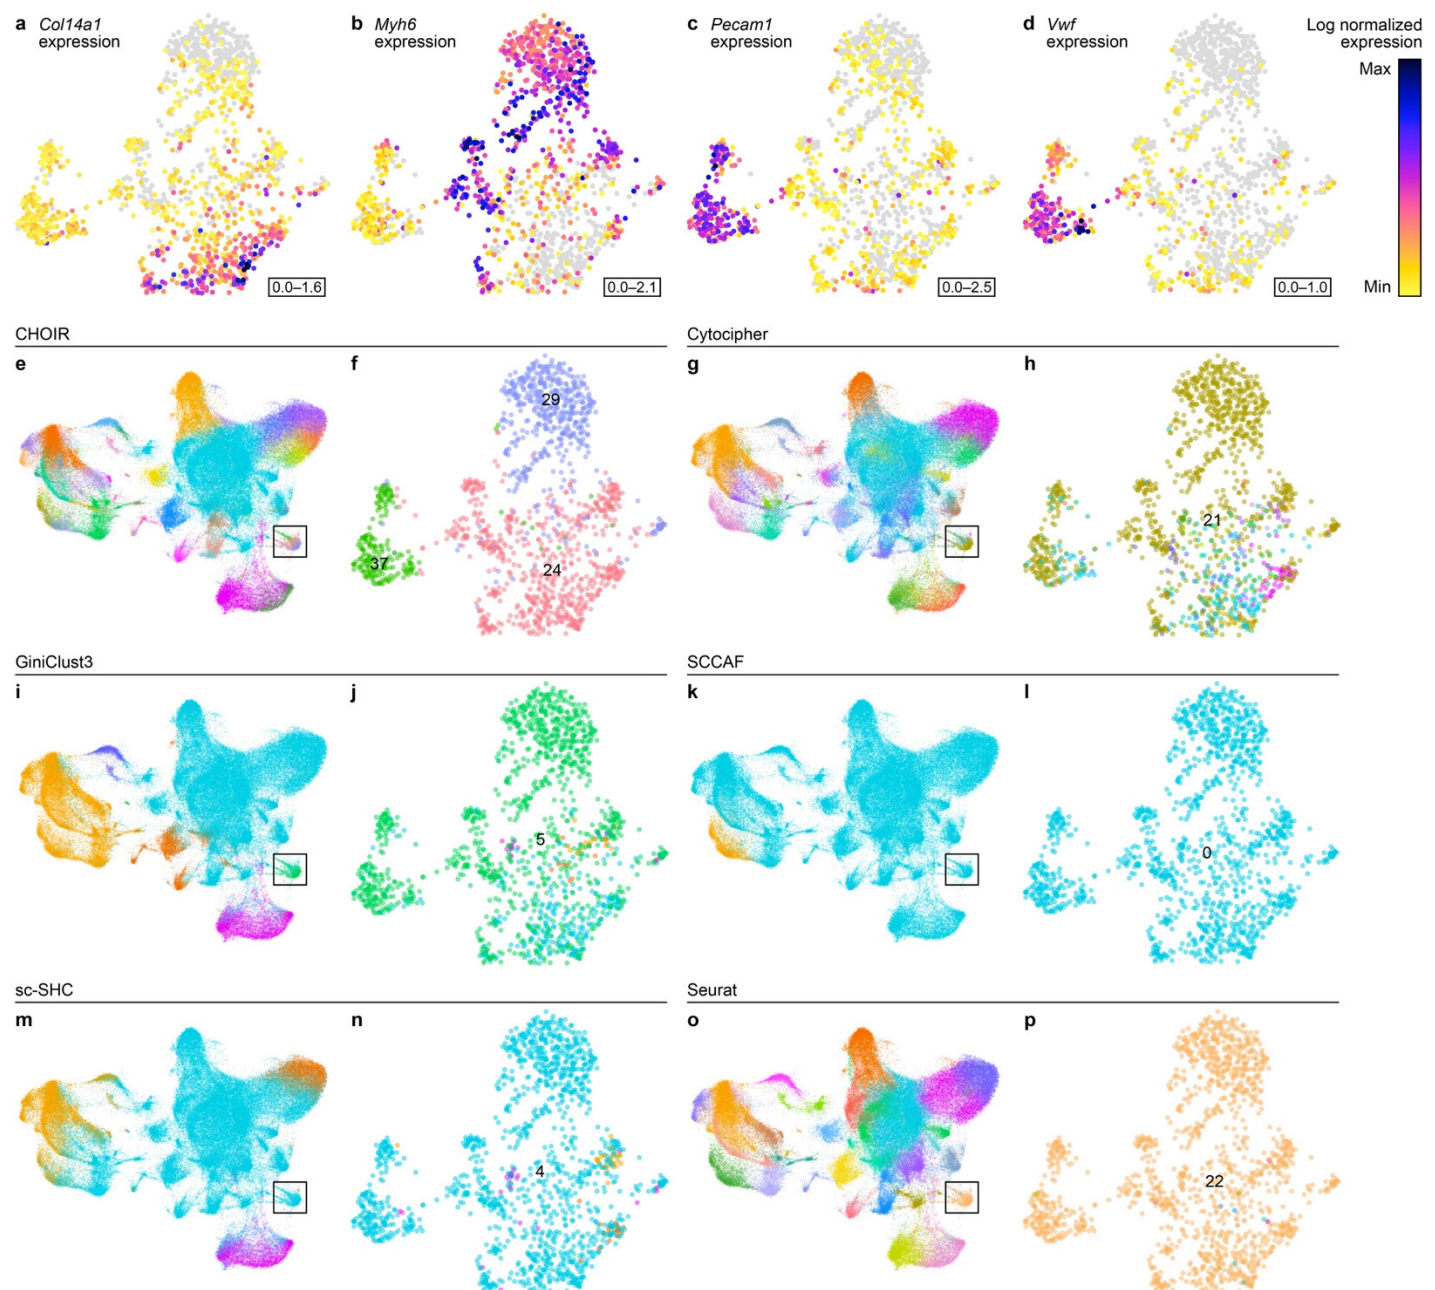 a Col14a1 expression
b Myh6 expression
c Pecam1 expression
d Vwf expression
Log normalized expression
Max
Min
0.0–1.6
0.0–2.1
0.0–2.5
0.0–1.0
CHOIR
Cytocipher
e
f
g
h
29
37
24
21
GiniClust3
SCCAF
i
j
k
l
5
0
sc-SHC
Seurat
m
n
o
p
4
22